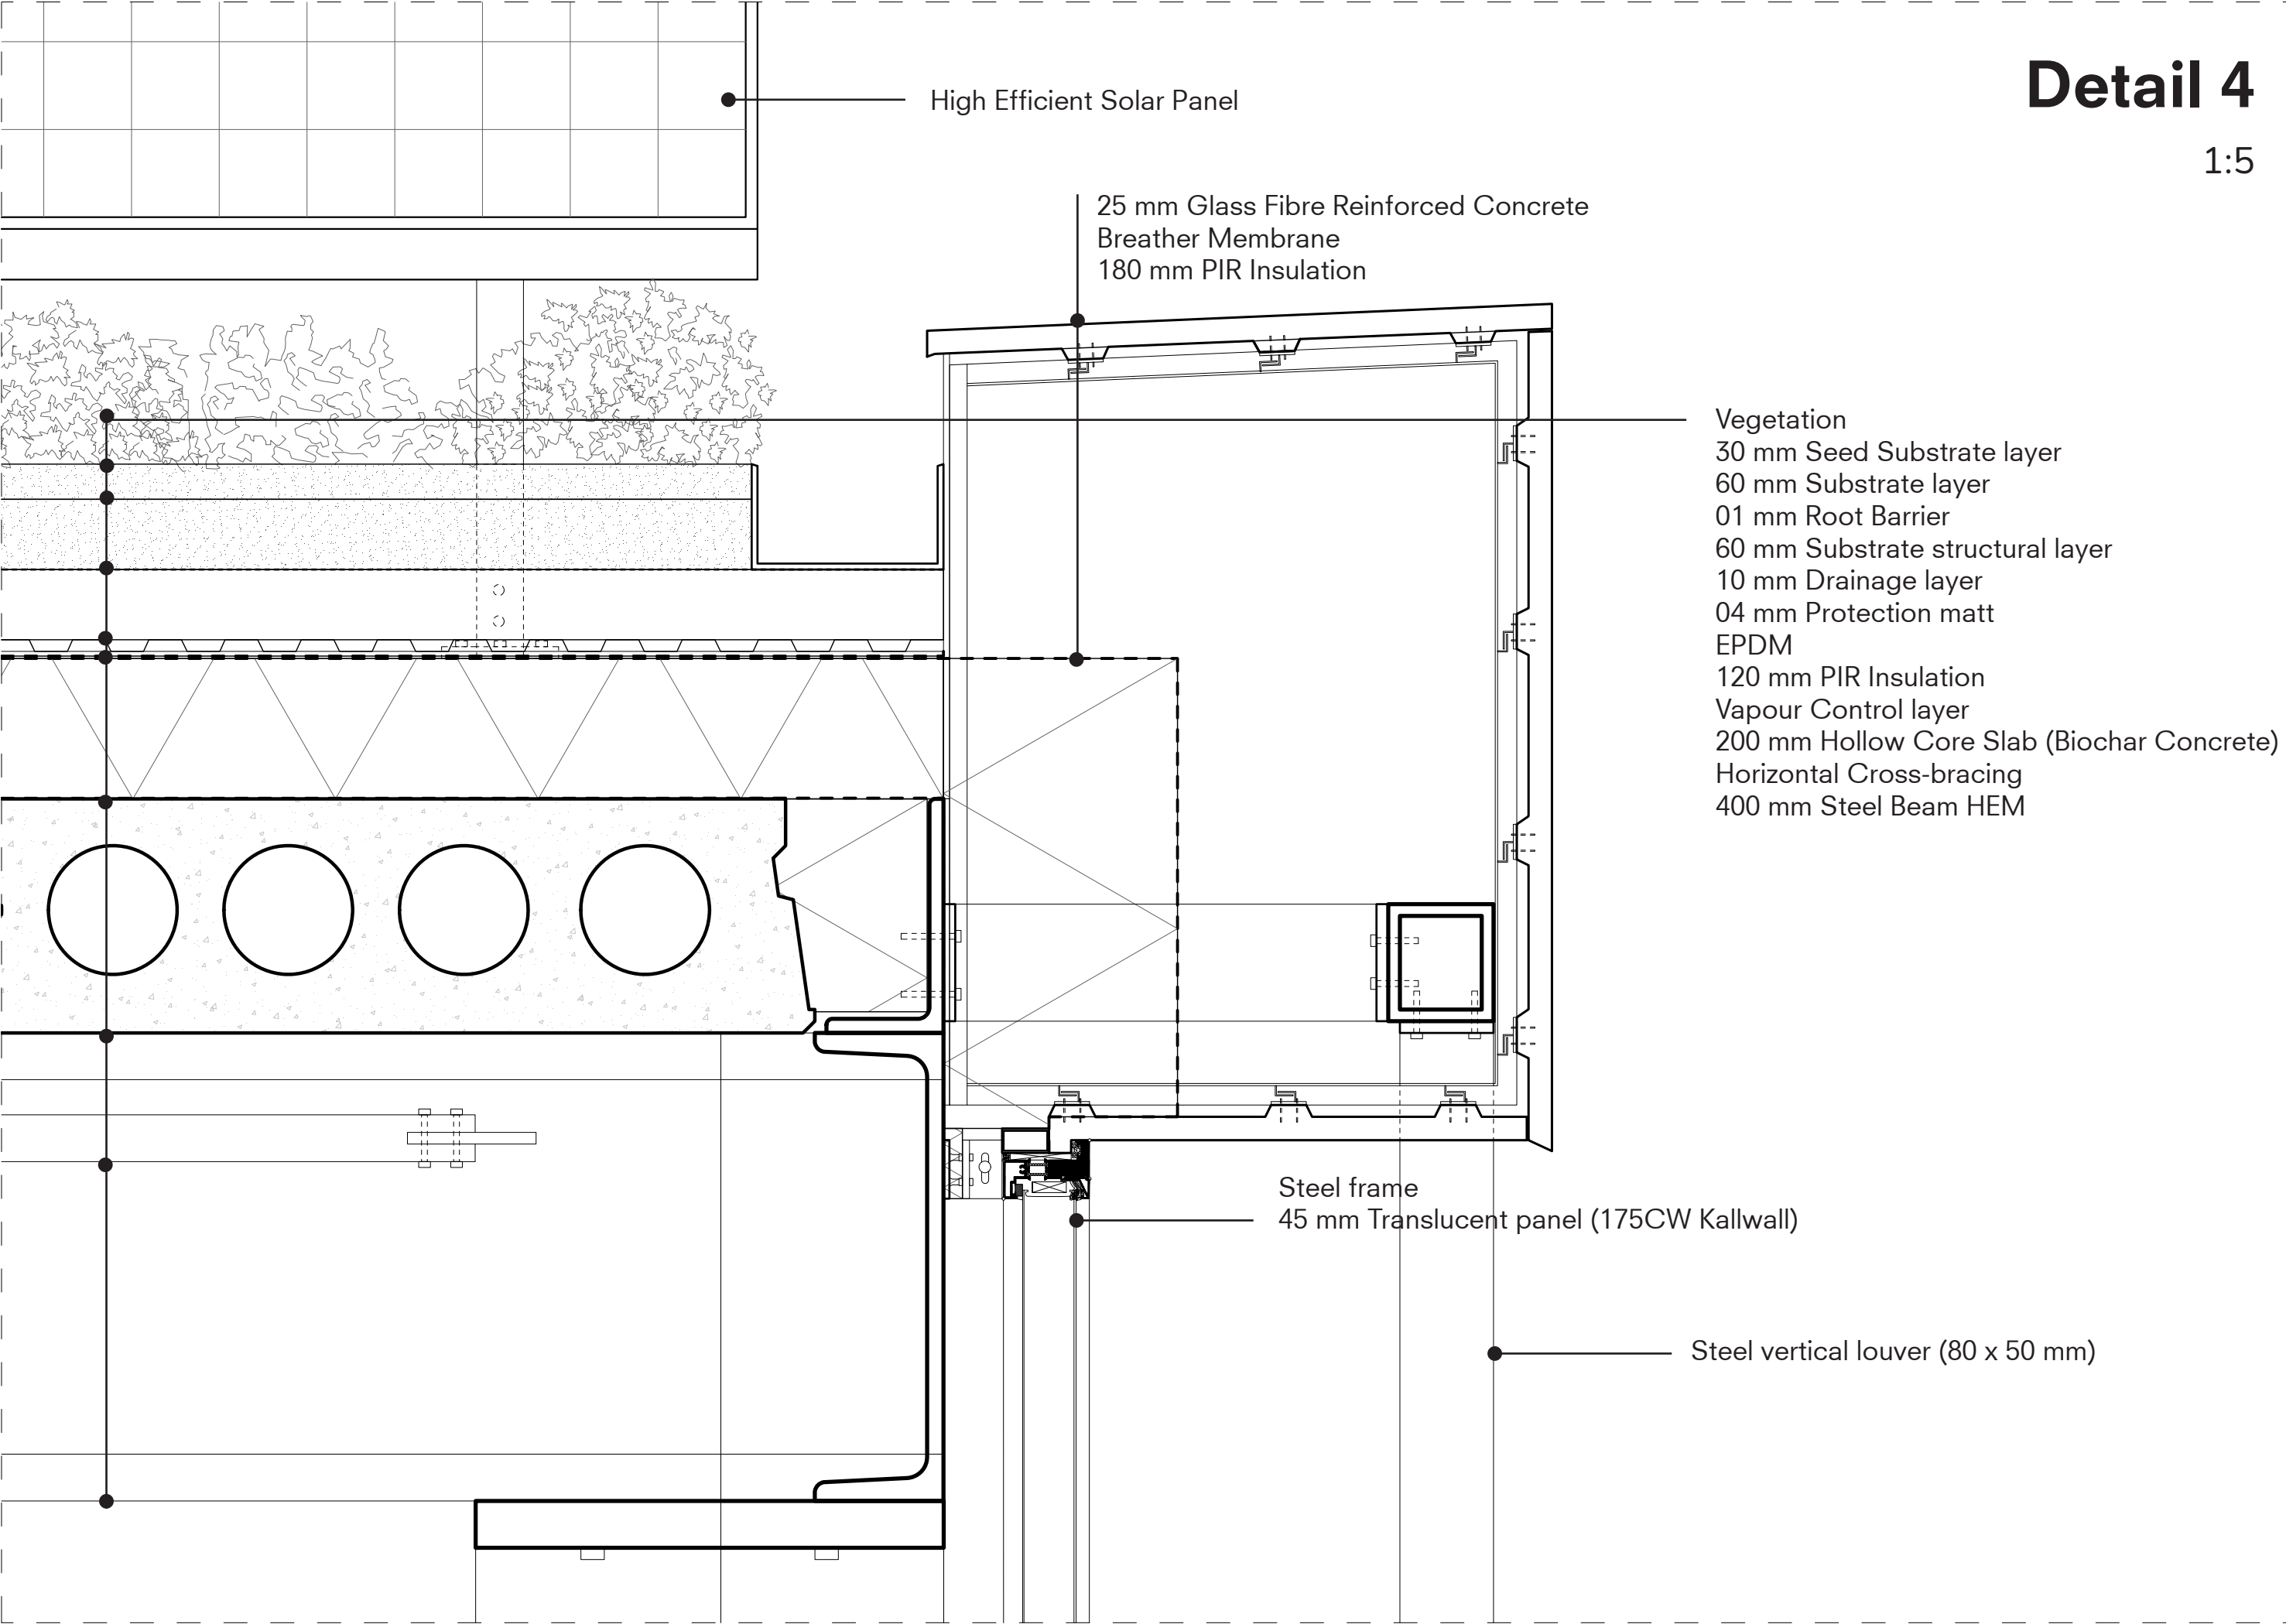 Detail 4
1:5
High Efficient Solar Panel
25 mm Glass Fibre Reinforced Concrete
Breather Membrane
180 mm PIR Insulation
Vegetation
30 mm Seed Substrate layer
60 mm Substrate layer
01 mm Root Barrier
60 mm Substrate structural layer
10 mm Drainage layer
04 mm Protection matt
EPDM
120 mm PIR Insulation
Vapour Control layer
200 mm Hollow Core Slab (Biochar Concrete)
Horizontal Cross-bracing
400 mm Steel Beam HEM
Steel frame
45 mm Translucent panel (175CW Kallwall)
Steel vertical louver (80 x 50 mm)